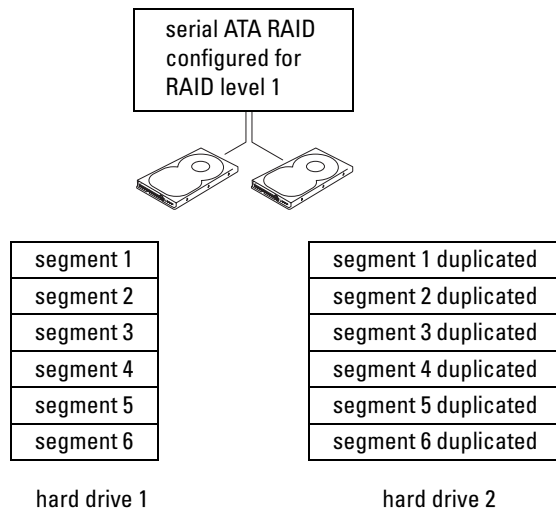 serial ATA RAID
configured for
RAID level 1
segment 1
segment 2
segment 3
segment 4
segment 5
segment 6
hard drive 1
segment 1 duplicated
segment 2 duplicated
segment 3 duplicated
segment 4 duplicated
segment 5 duplicated
segment 6 duplicated
hard drive 2